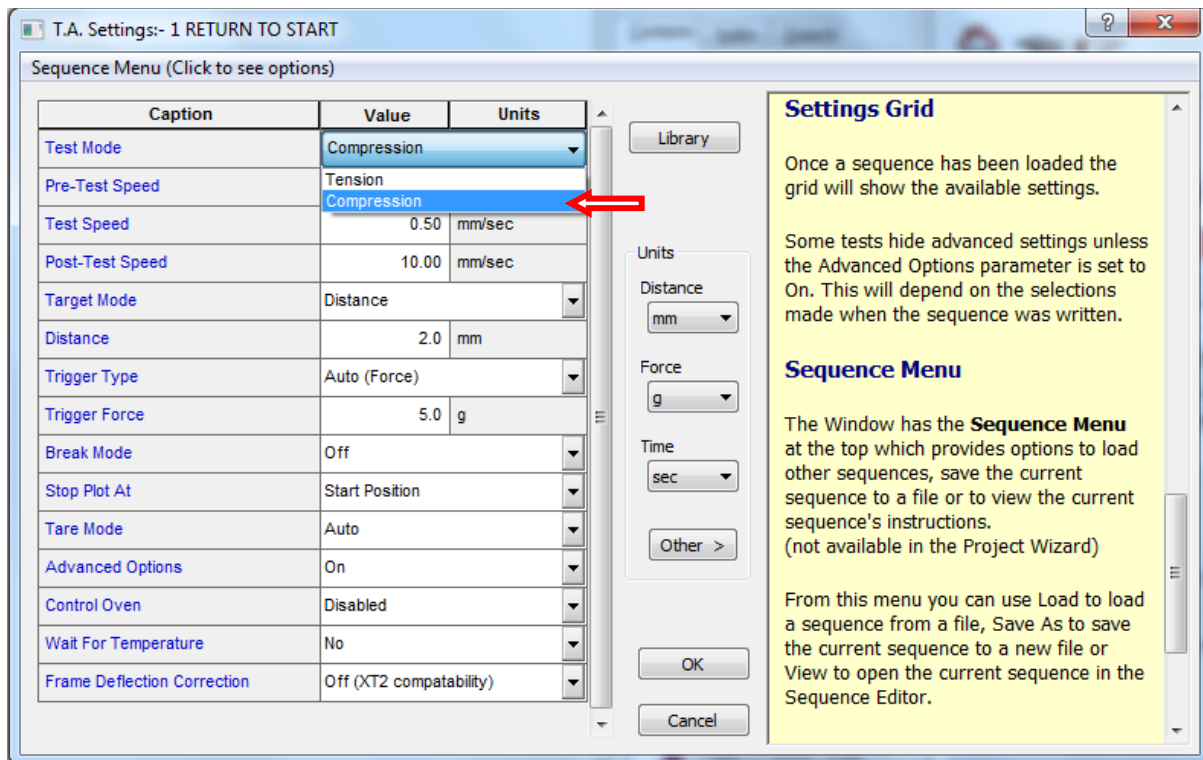 T.A. Settings:- 1 RETURN TO START
Sequence Menu (Click to see options)
Caption Value Units
Test Mode Compression
Tension
Compression
Pre-Test Speed
Test Speed 0.50 mm/sec
Post-Test Speed 10.00 mm/sec
Target Mode Distance
Distance 2.0 mm
Trigger Type Auto (Force)
Trigger Force 5.0 g
Break Mode Off
Stop Plot At Start Position
Tare Mode Auto
Advanced Options On
Control Oven Disabled
Wait For Temperature No
Frame Deflection Correction Off (XT2 compatability)
Library
Units
Distance
mm
Force
g
Time
sec
Other >
OK
Cancel
Settings Grid
Once a sequence has been loaded the
grid will show the available settings.
Some tests hide advanced settings unless
the Advanced Options parameter is set to
On. This will depend on the selections
made when the sequence was written.
Sequence Menu
The Window has the Sequence Menu
at the top which provides options to load
other sequences, save the current
sequence to a file or to view the current
sequence's instructions.
(not available in the Project Wizard)
From this menu you can use Load to load
a sequence from a file, Save As to save
the current sequence to a new file or
View to open the current sequence in the
Sequence Editor.